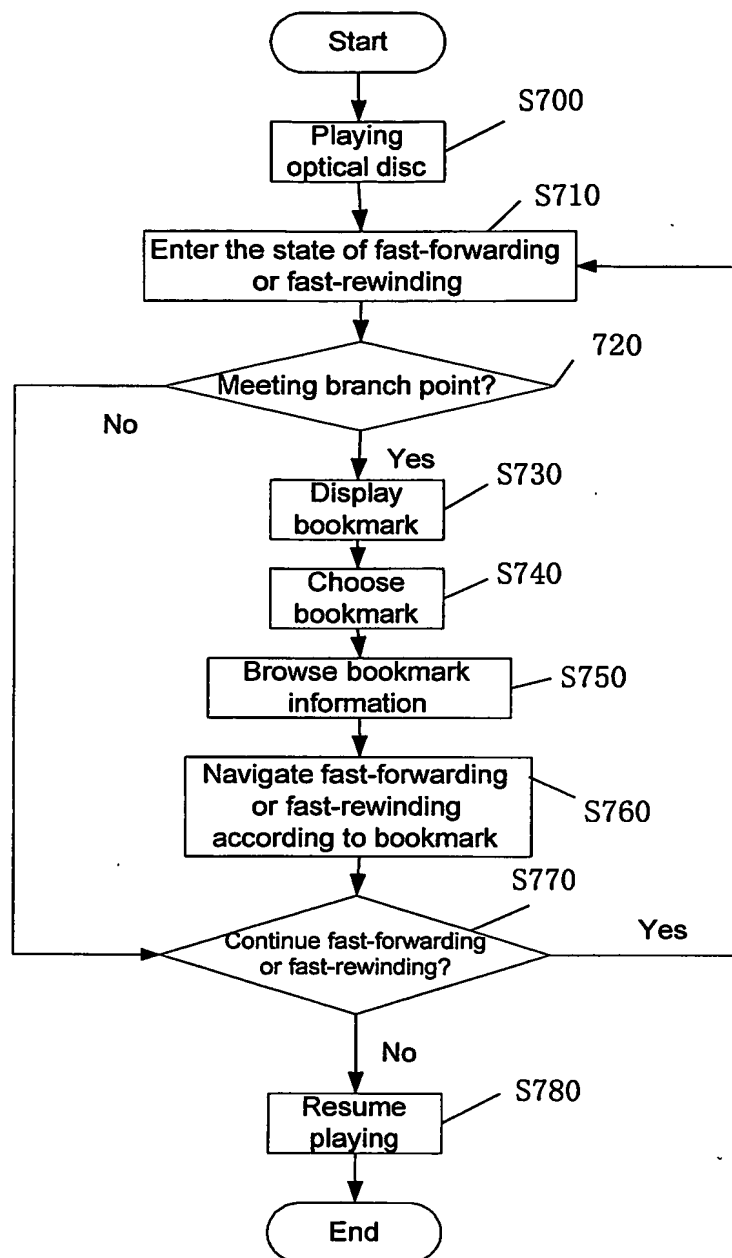 Start
S700
Playing
optical disc
S710
Enter the state of fast-forwarding
or fast-rewinding
720
Meeting branch point?
No
Yes
S730
Display
bookmark
S740
Choose
bookmark
Browse bookmark
information
S750
Navigate fast-forwarding
or fast-rewinding
according to bookmark
S760
S770
Continue fast-forwarding
or fast-rewinding?
Yes
No
S780
Resume
playing
End